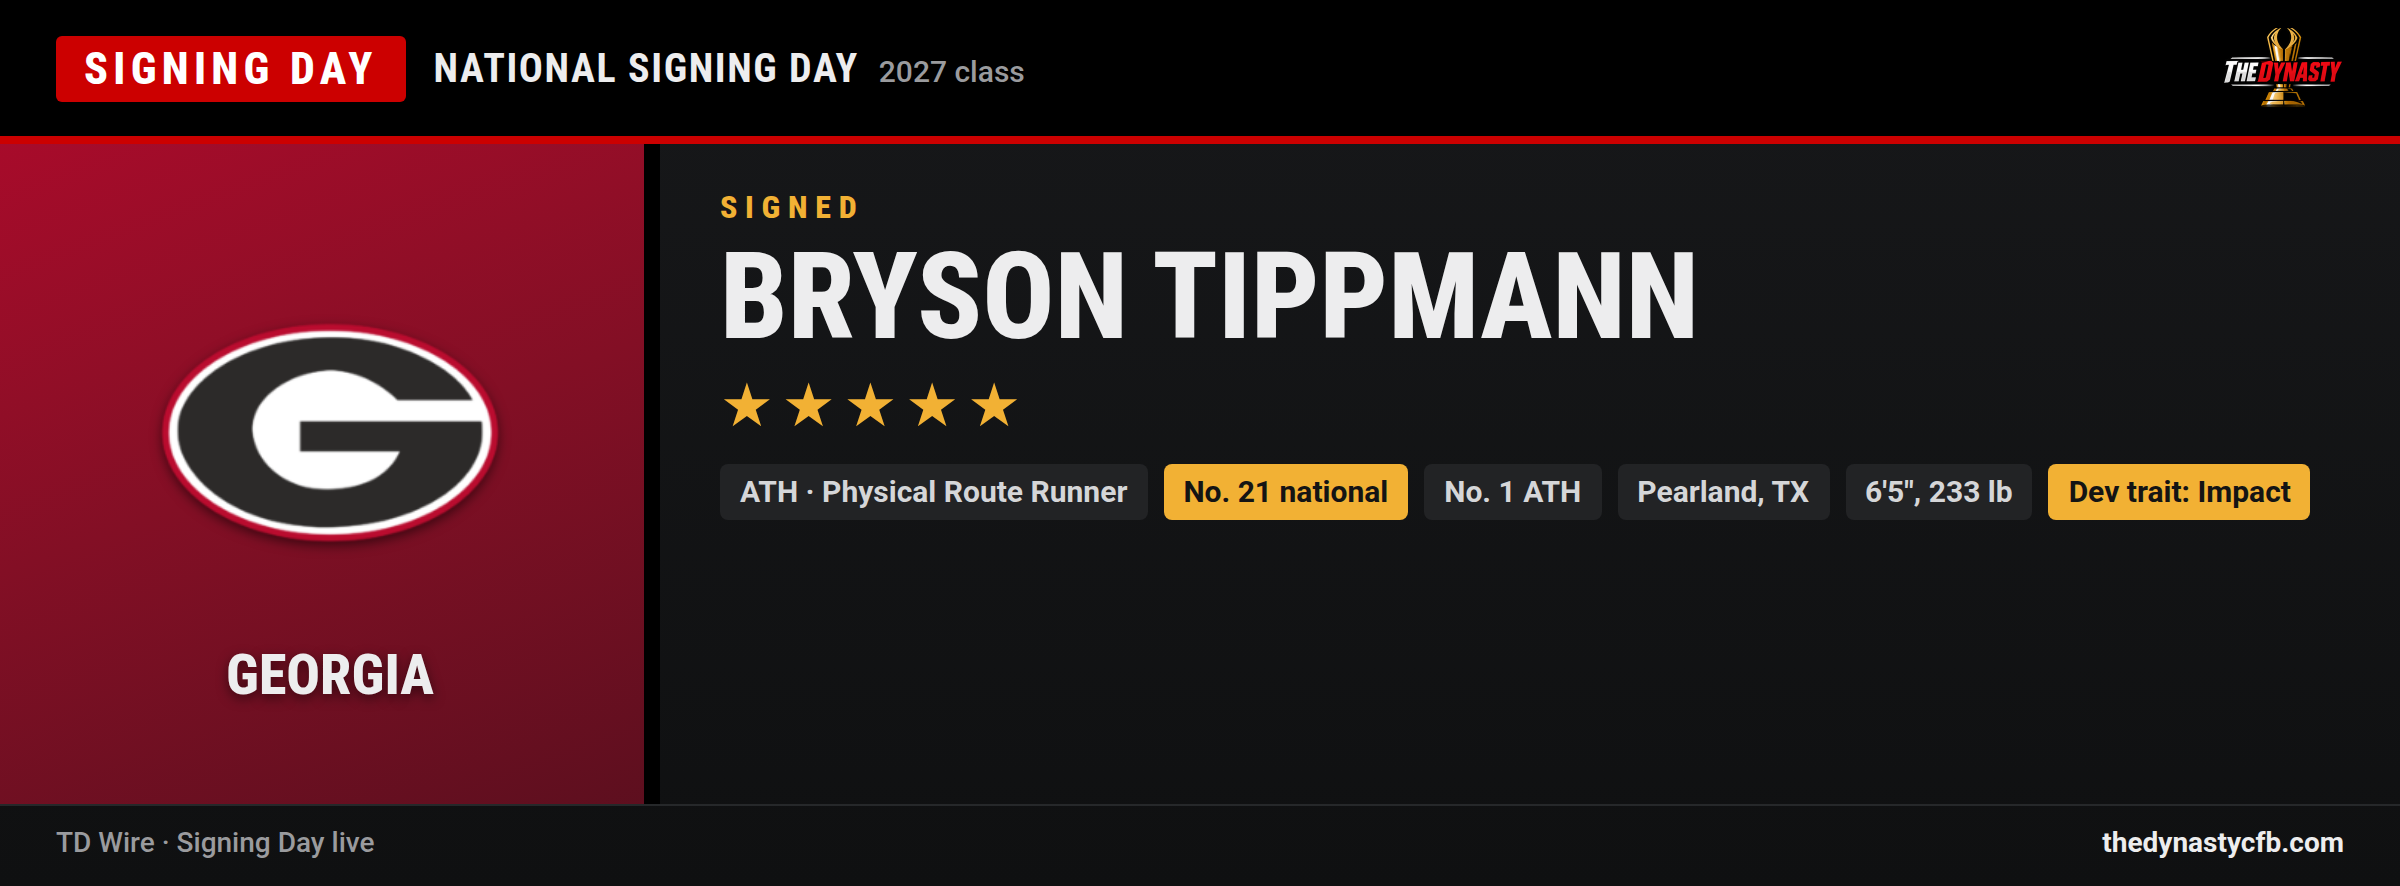 SIGNING DAY NATIONAL SIGNING DAY 2027 class
THE DYNASTY
SIGNED
BRYSON TIPPMANN
★★★★★
ATH · Physical Route Runner No. 21 national No. 1 ATH Pearland, TX 6'5", 233 lb Dev trait: Impact
G
GEORGIA
TD Wire · Signing Day live thedynastycfb.com